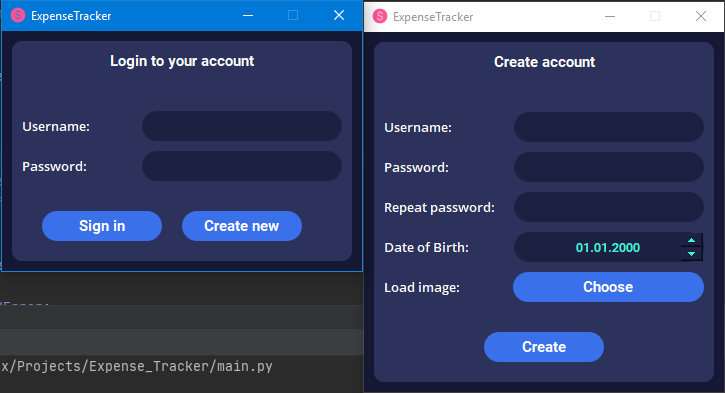 ExpenseTracker
Login to your account
Username:
Password:
Sign in
Create new
x/Projects/Expense_Tracker/main.py
ExpenseTracker
Create account
Username:
Password:
Repeat password:
Date of Birth:
01.01.2000
Load image:
Choose
Create